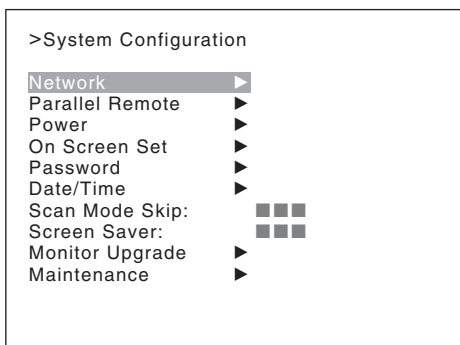 >System Configuration
Network ►
Parallel Remote ►
Power ►
On Screen Set ►
Password ►
Date/Time ►
Scan Mode Skip: ■■■
Screen Saver: ■■■
Monitor Upgrade ►
Maintenance ►